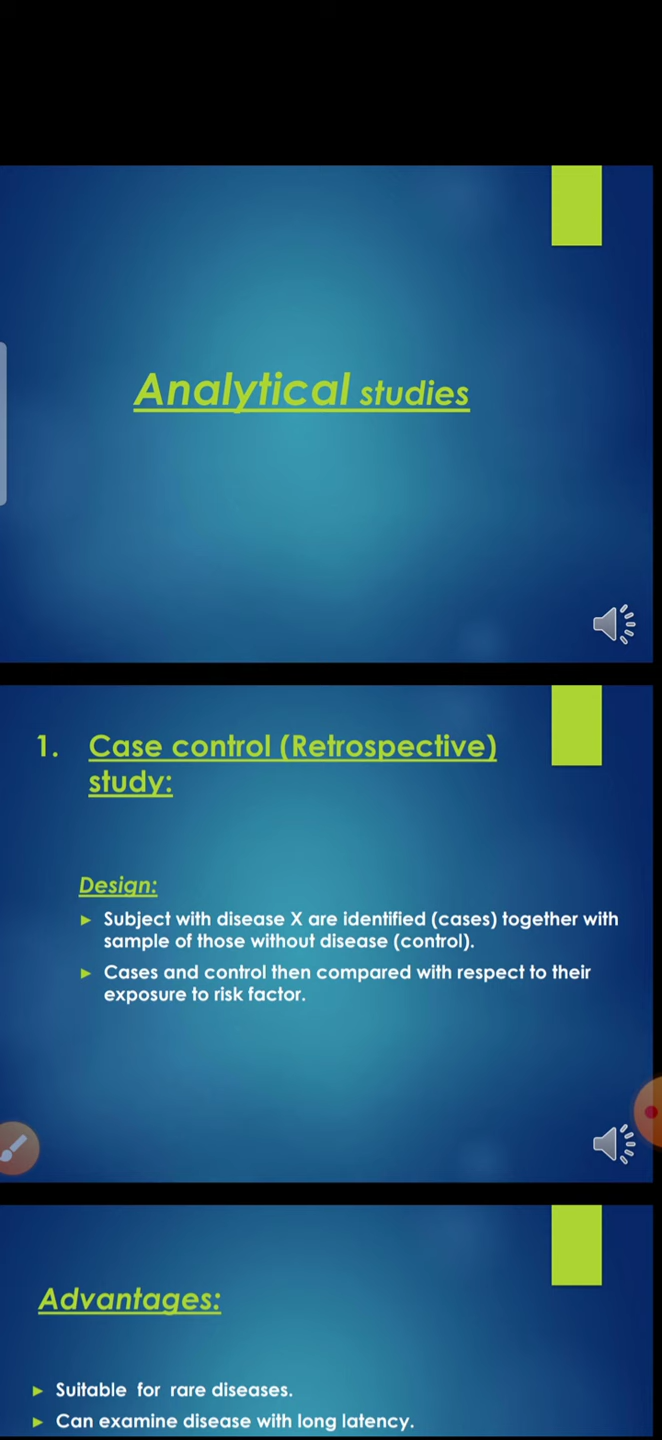 Analytical studies
1. Case control (Retrospective)
study:
Design:
► Subject with disease X are identified (cases) together with
sample of those without disease (control).
► Cases and control then compared with respect to their
exposure to risk factor.
Advantages:
► Suitable for rare diseases.
► Can examine disease with long latency.